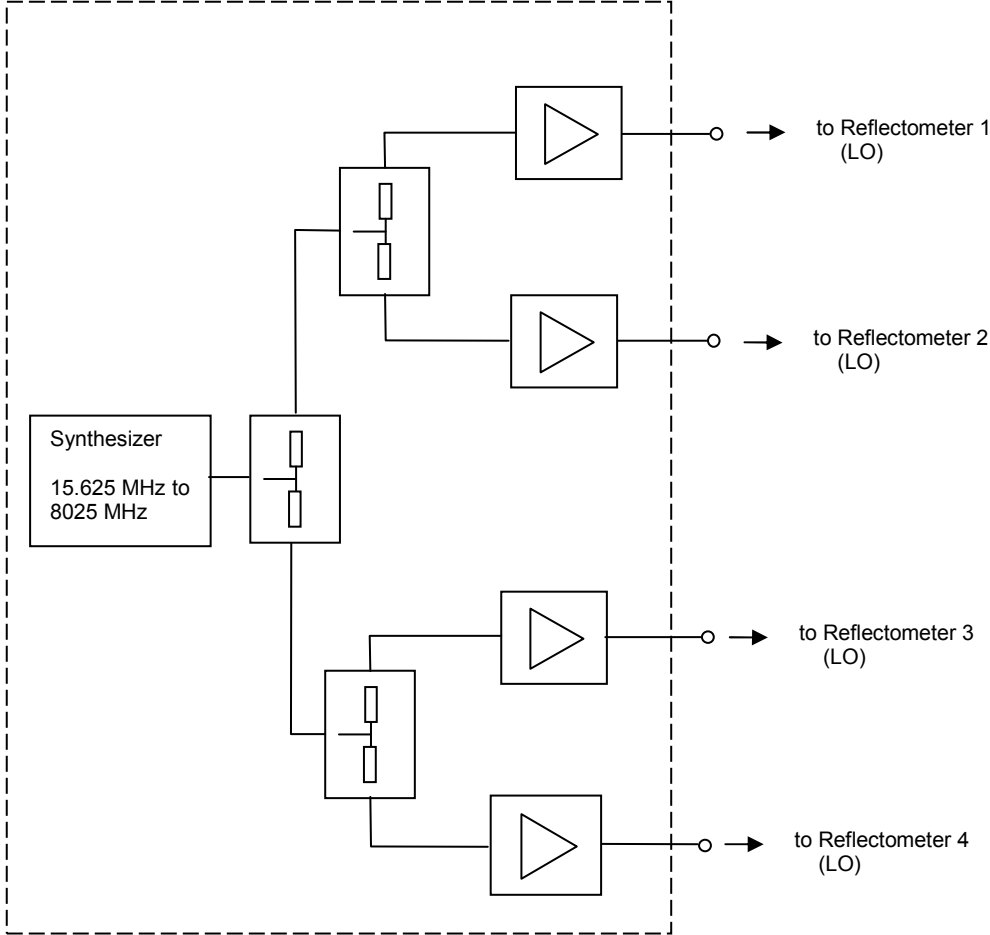 to Reflectometer 1
(LO)
to Reflectometer 2
(LO)
Synthesizer
15.625 MHz to
8025 MHz
to Reflectometer 3
(LO)
to Reflectometer 4
(LO)